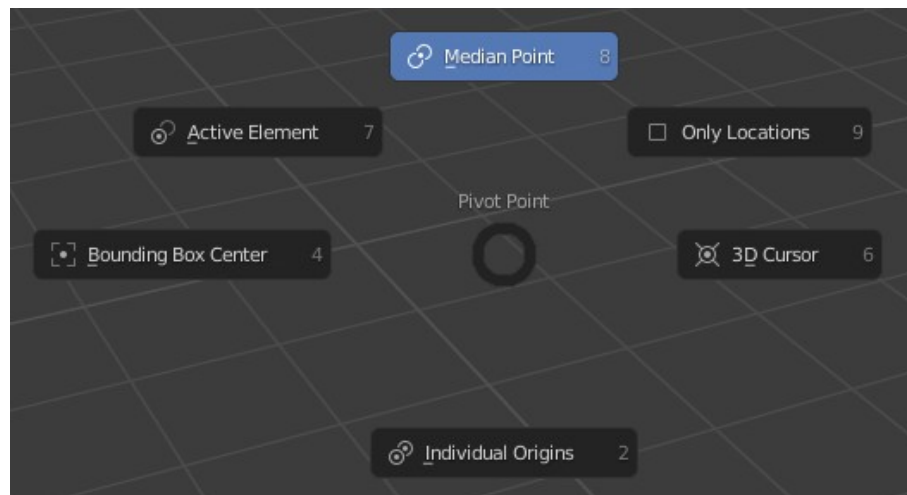 Median Point 8
Active Element 7
Only Locations 9
Pivot Point
Bounding Box Center 4
3D Cursor 6
Individual Origins 2